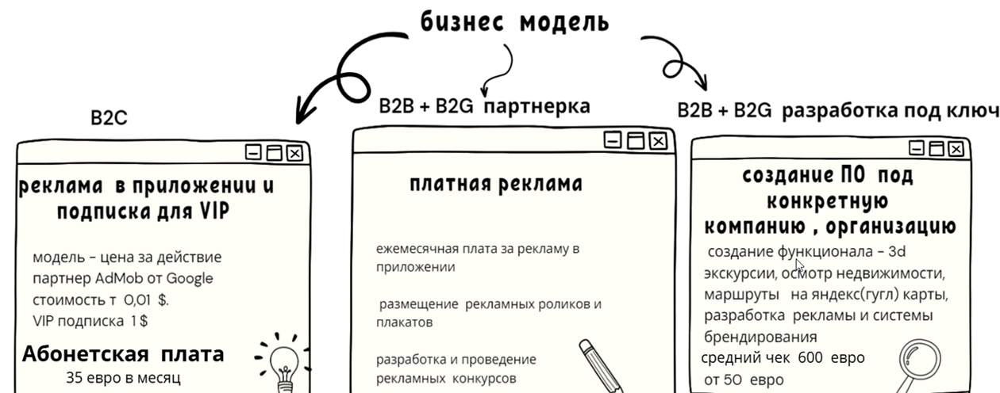 бизнес модель
B2C
реклама в приложении и
подписка для VIP
модель - цена за действие
партнер AdMob от Google
стоимость т 0,01 $.
VIP подписка 1 $
Абонетская плата
35 евро в месяц
B2B + B2G партнерка
платная реклама
ежемесячная плата за рекламу в
приложении
размещение рекламных роликов и
плакатов
разработка и проведение
рекламных конкурсов
B2B + B2G разработка под ключ
создание ПО под
конкретную
компанию , организацию
создание функционала - 3d
экскурсии, осмотр недвижимости,
маршруты на яндекс(гугл) карты,
разработка рекламы и системы
брендирования
средний чек 600 евро
от 50 евро